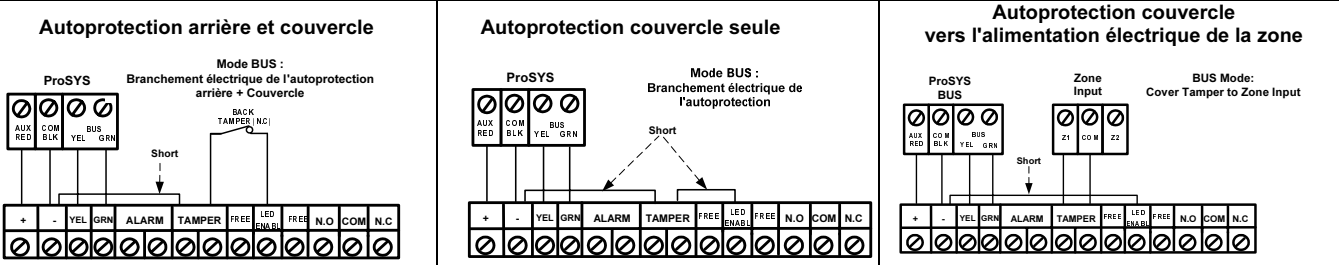 Autoprotection arrière et couvercle
Mode BUS :
Branchement électrique de l'autoprotection
arrière + Couvercle
ProSYS
AUX RED
COM BLK
BUS
YEL GRN
BACK
TAMPER ( N.C)
Short
+ - YEL GRN ALARM TAMPER FREE LED ENABL FREE N.O COM N.C
Autoprotection couvercle seule
Mode BUS :
Branchement électrique de
l'autoprotection
ProSYS
AUX RED
COM BLK
BUS
YEL GRN
Short
+ - YEL GRN ALARM TAMPER FREE LED ENABL FREE N.O COM N.C
Autoprotection couvercle
vers l'alimentation électrique de la zone
ProSYS
BUS
Zone
Input
BUS Mode:
Cover Tamper to Zone Input
AUX RED
COM BLK
BUS
YEL GRN
Z1 COM Z2
Short
+ - YEL GRN ALARM TAMPER FREE LED ENABL FREE N.O COM N.C